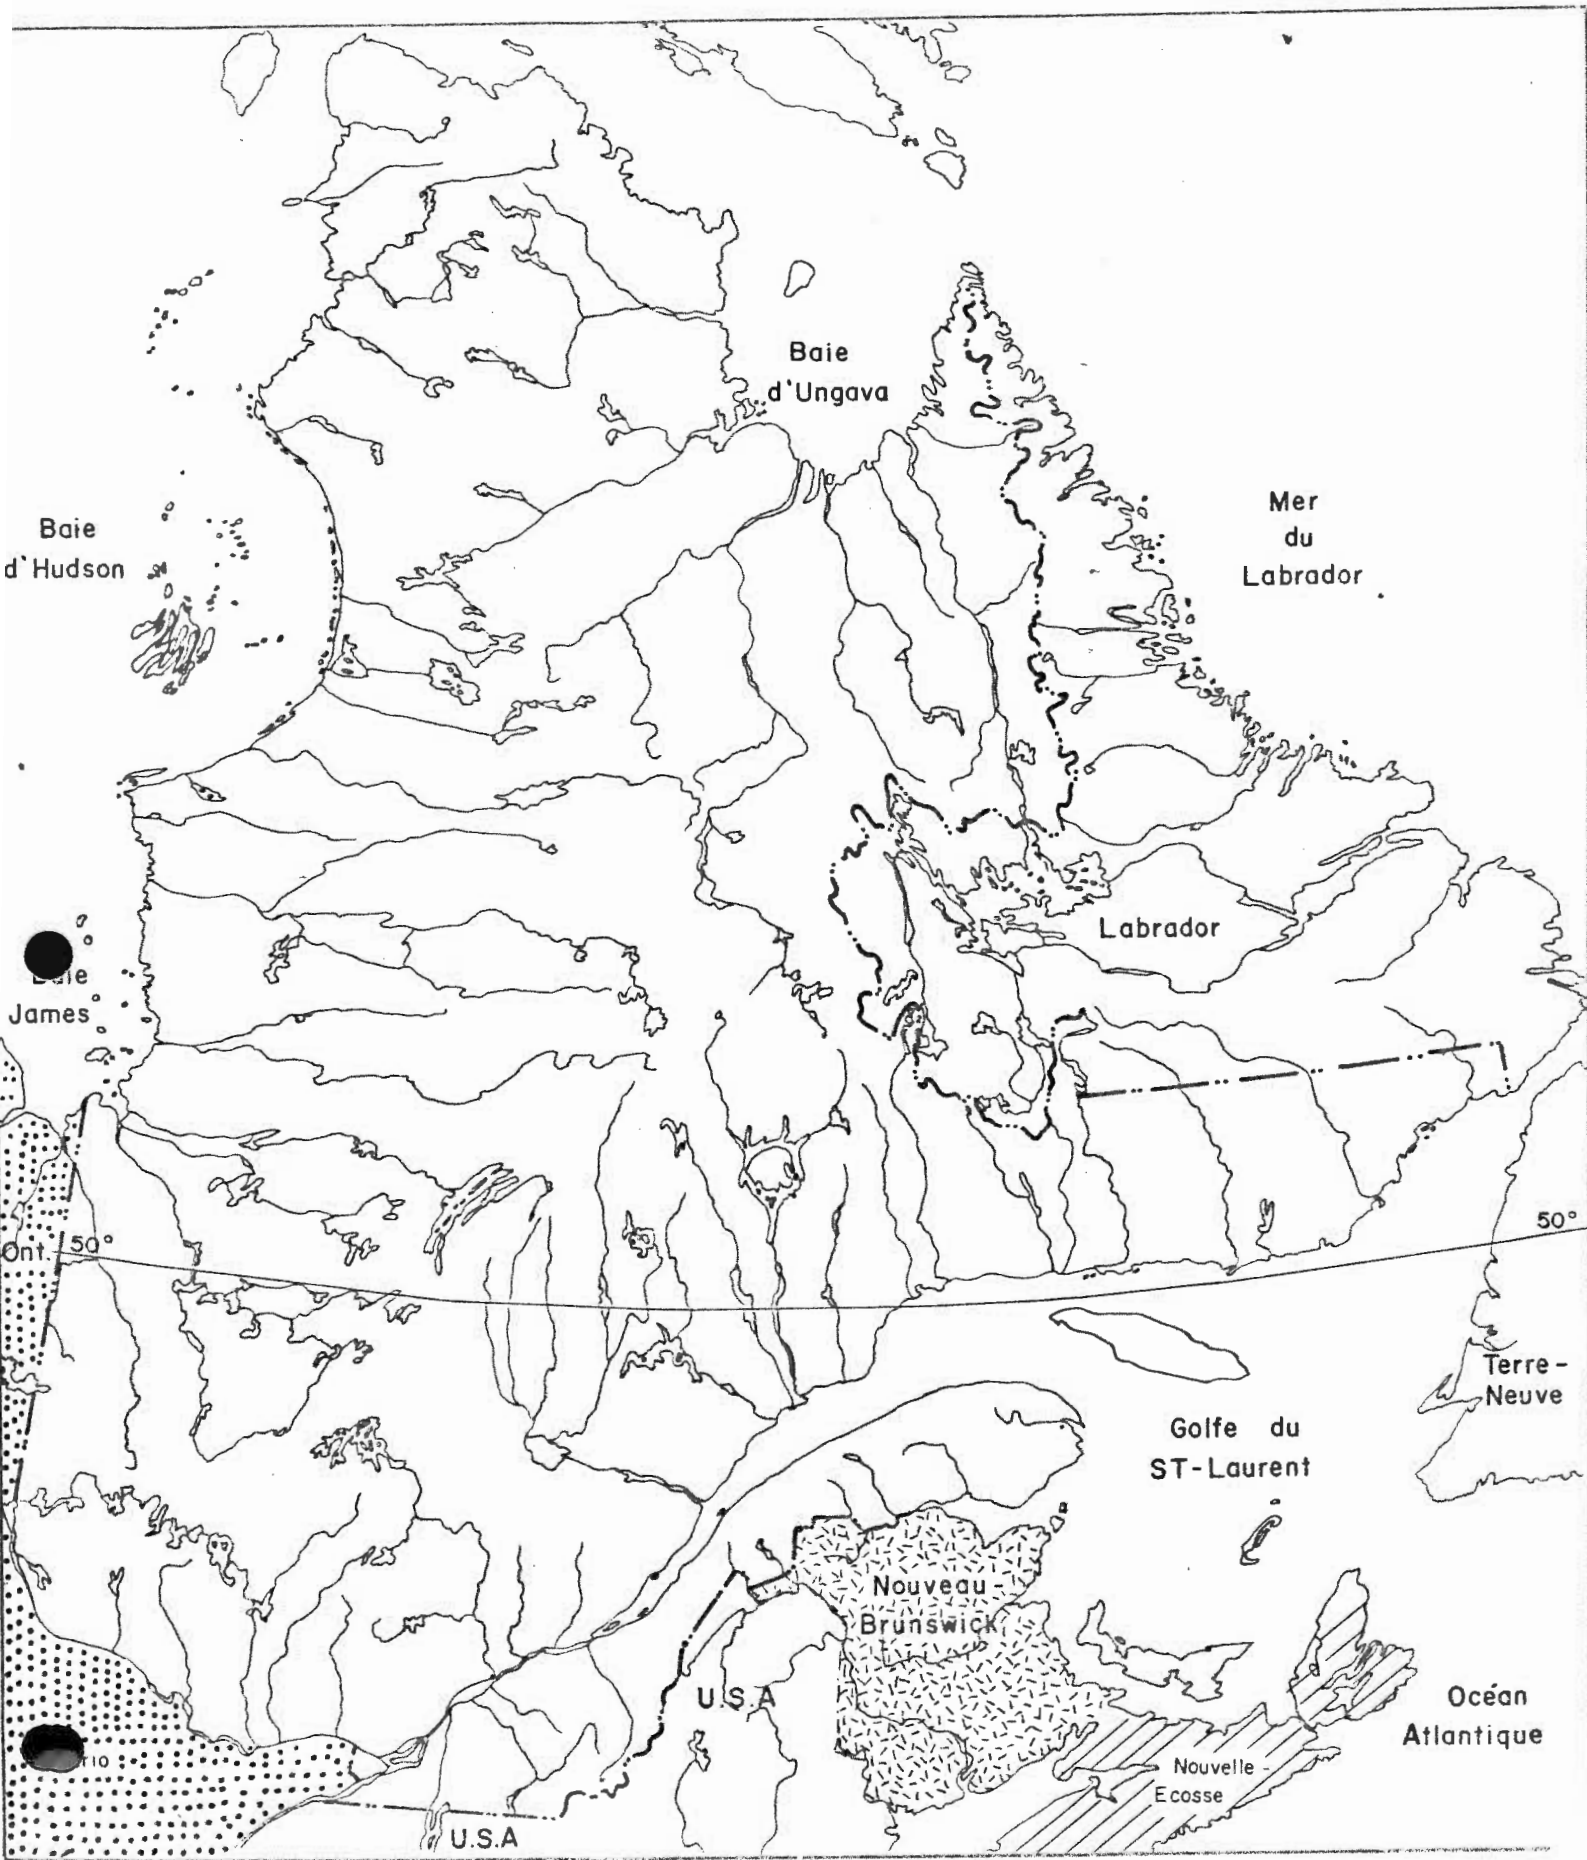 Baie
d'Ungava
Mer
du
Labrador
Baie
d'Hudson
Labrador
James
Ont.
50°
50°
Terre-
Neuve
Golfe du
ST-Laurent
Nouveau-
Brunswick
U.S.A
Océan
Atlantique
Nouvelle-
Ecosse
U.S.A